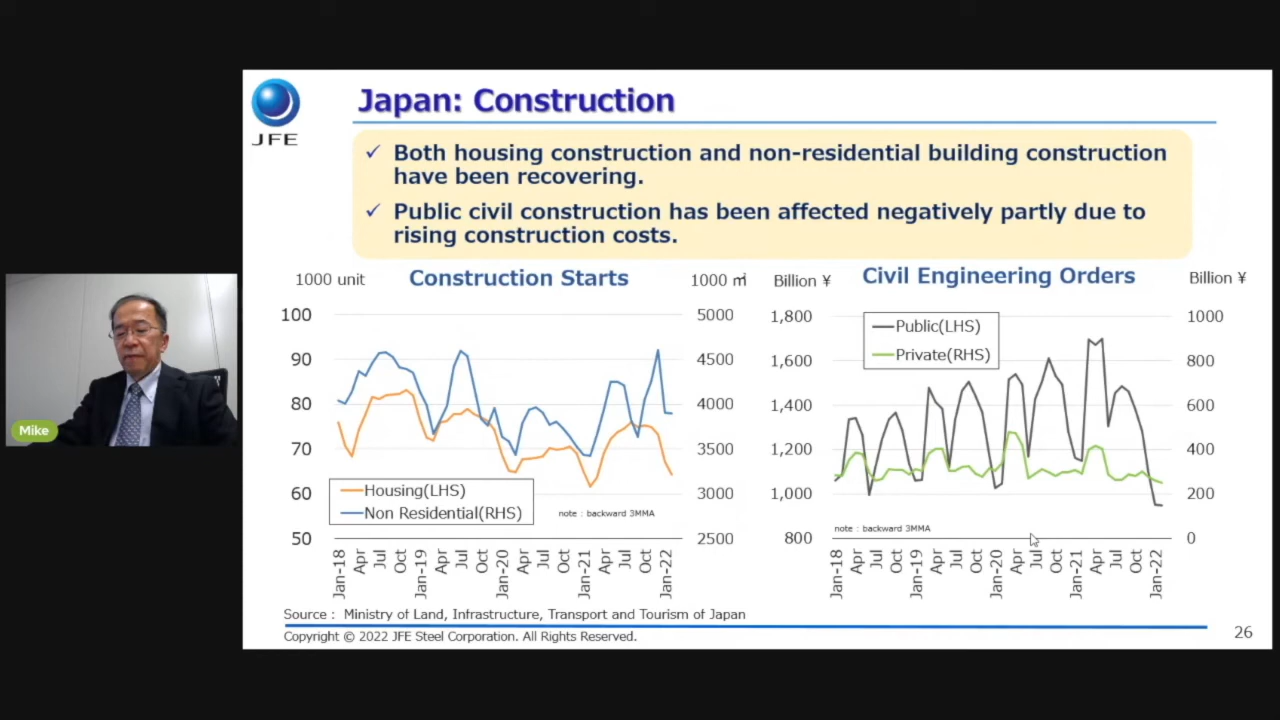 JFE
Japan: Construction
✓ Both housing construction and non-residential building construction
have been recovering.
✓ Public civil construction has been affected negatively partly due to
rising construction costs.
1000 unit
Construction Starts
1000 ㎡
100
90
80
70
60
50
5000
4500
4000
3500
3000
2500
Housing(LHS)
Non Residential(RHS)
note : backward 3MMA
Jan-18
Apr
Jul
Oct
Jan-19
Apr
Jul
Oct
Jan-20
Apr
Jul
Oct
Jan-21
Apr
Jul
Oct
Jan-22
Billion ¥
Civil Engineering Orders
Billion ¥
1,800
1,600
1,400
1,200
1,000
800
1000
800
600
400
200
0
Public(LHS)
Private(RHS)
note : backward 3MMA
Jan-18
Apr
Jul
Oct
Jan-19
Apr
Jul
Oct
Jan-20
Apr
Jul
Oct
Jan-21
Apr
Jul
Oct
Jan-22
Mike
Source : Ministry of Land, Infrastructure, Transport and Tourism of Japan
Copyright © 2022 JFE Steel Corporation. All Rights Reserved.
26